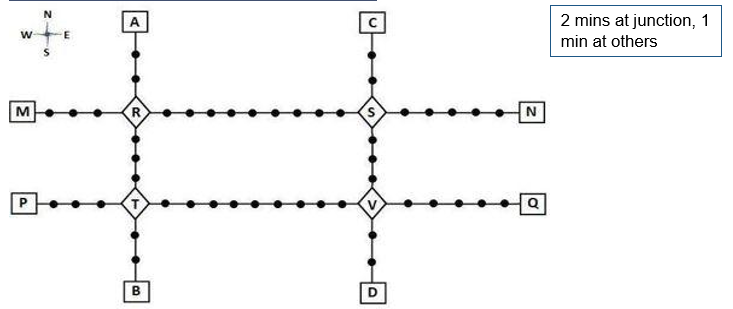 N
W E
S
A
C
2 mins at junction, 1
min at others
M R S N
P T V Q
B
D